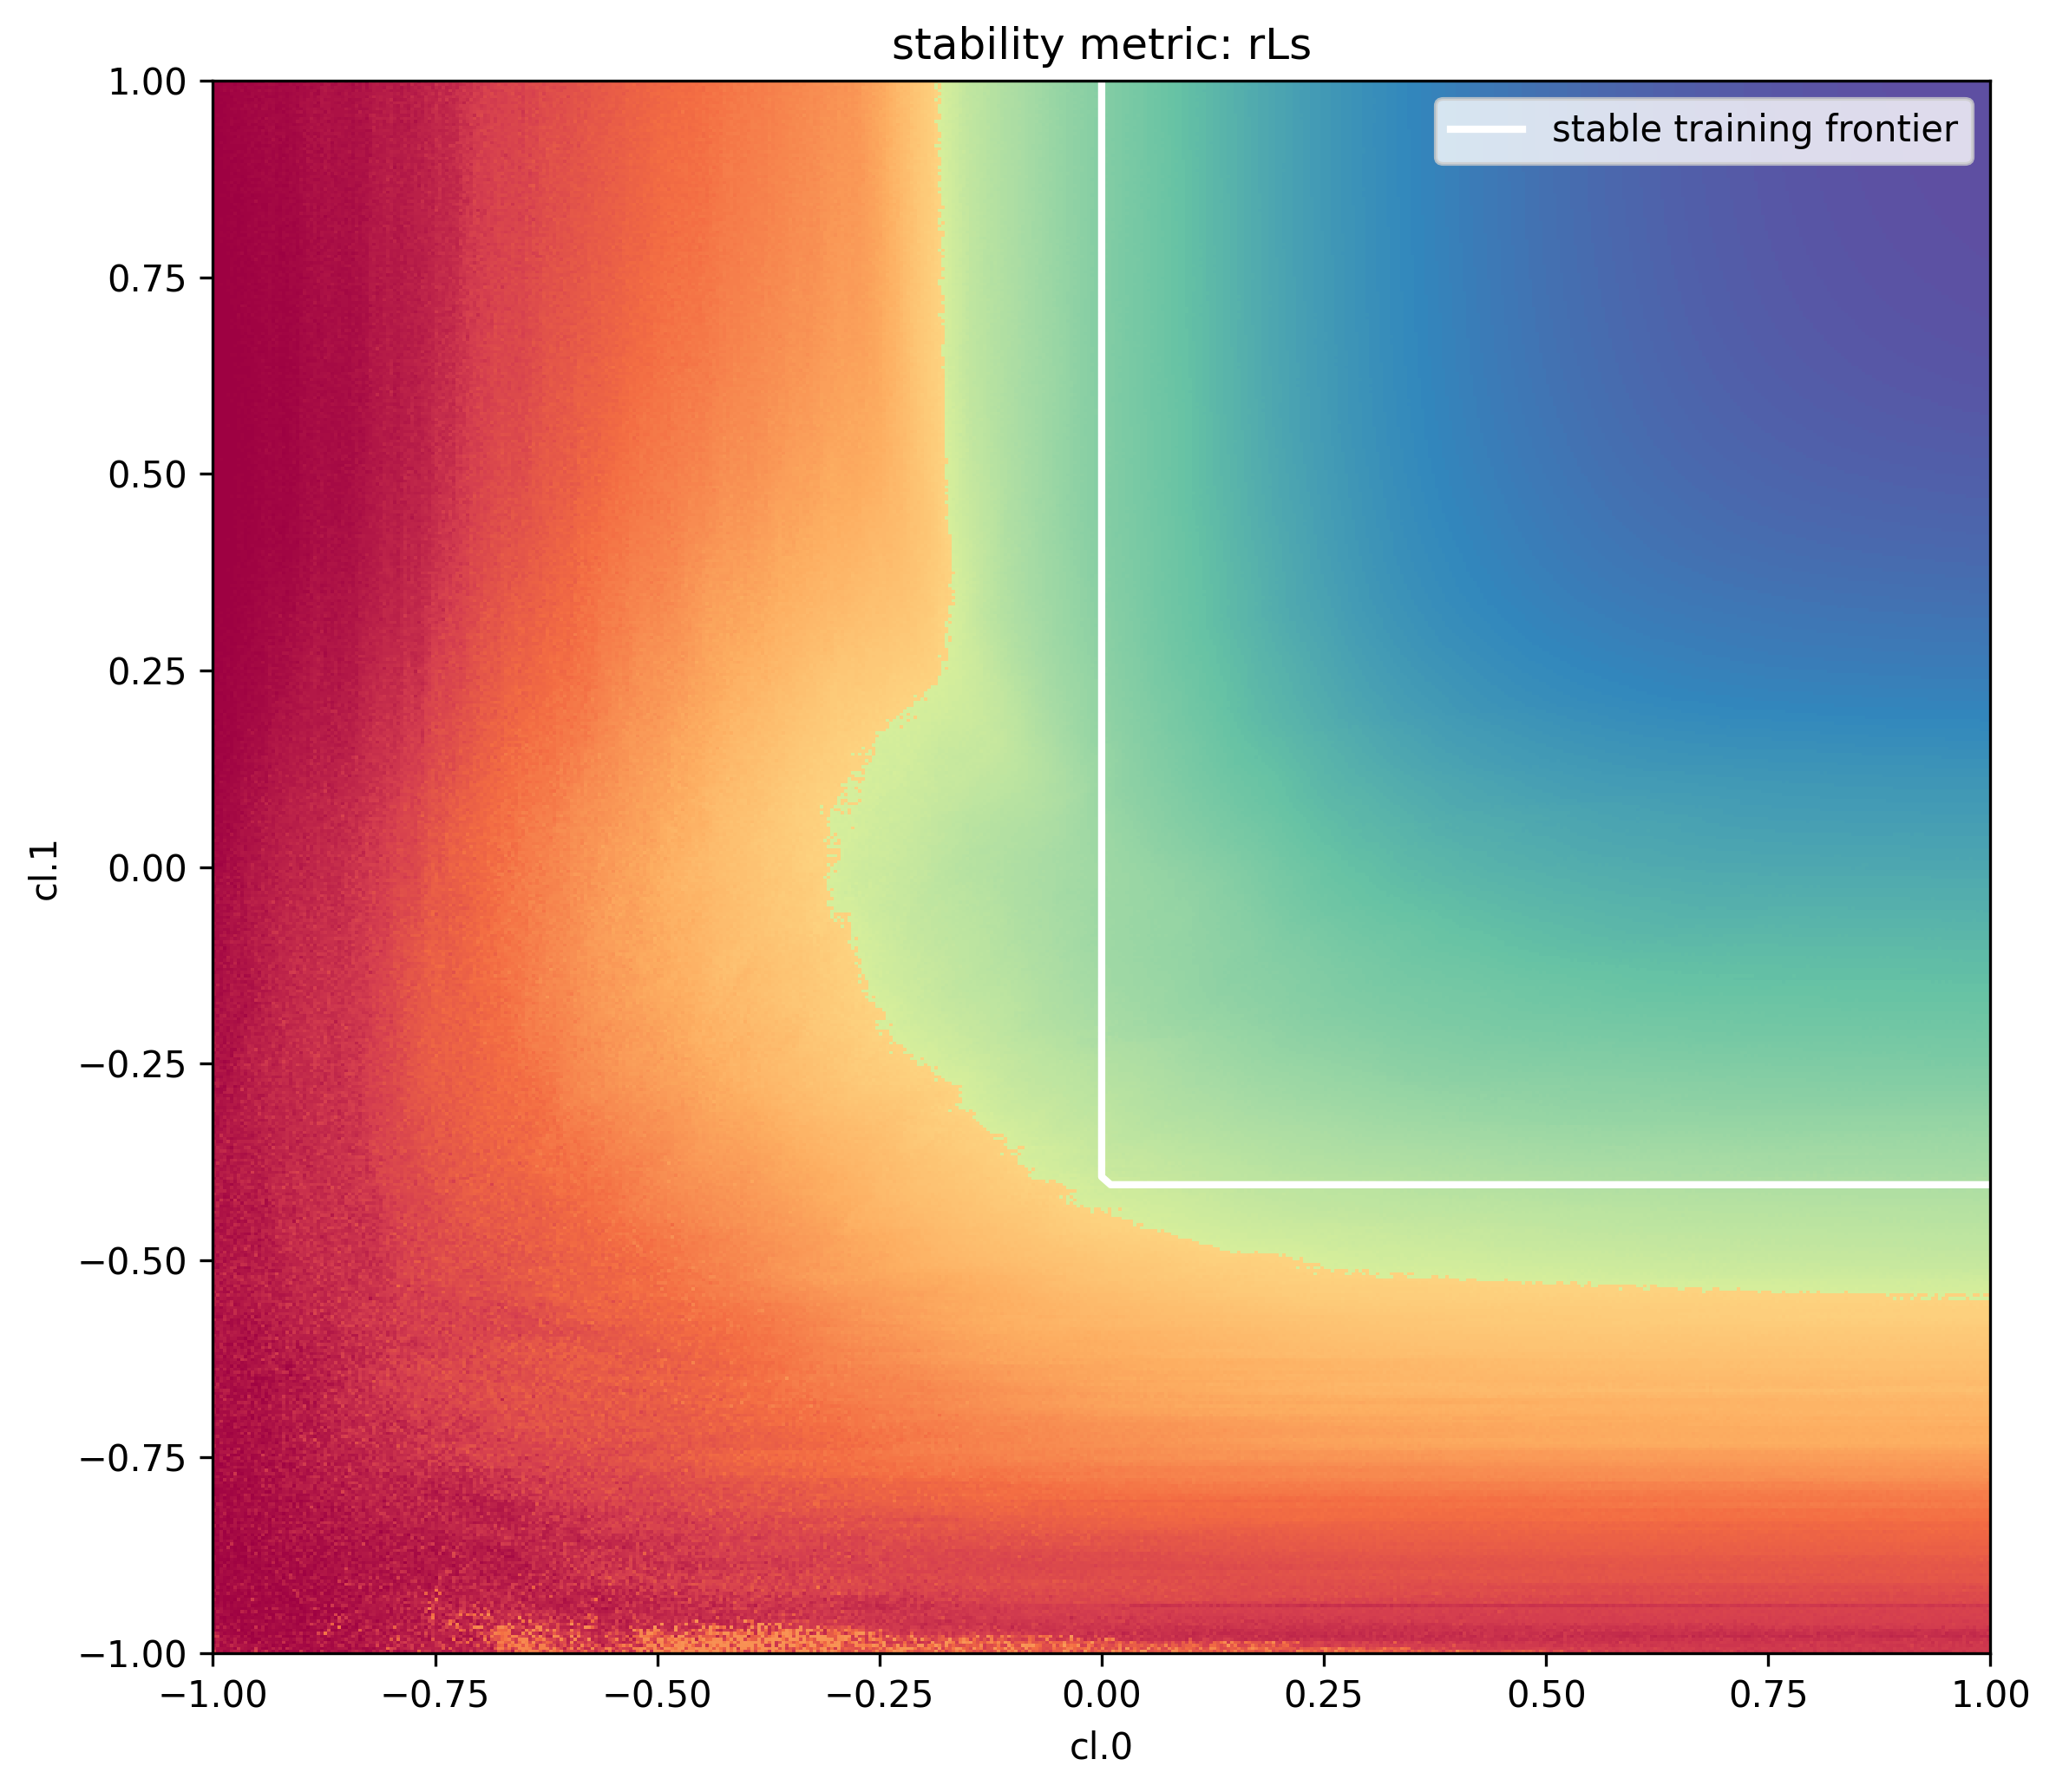 stability metric: rLs
stable training frontier
1.00
0.75
0.50
0.25
0.00
−0.25
−0.50
−0.75
−1.00
cl.1
−1.00 −0.75 −0.50 −0.25 0.00 0.25 0.50 0.75 1.00
cl.0